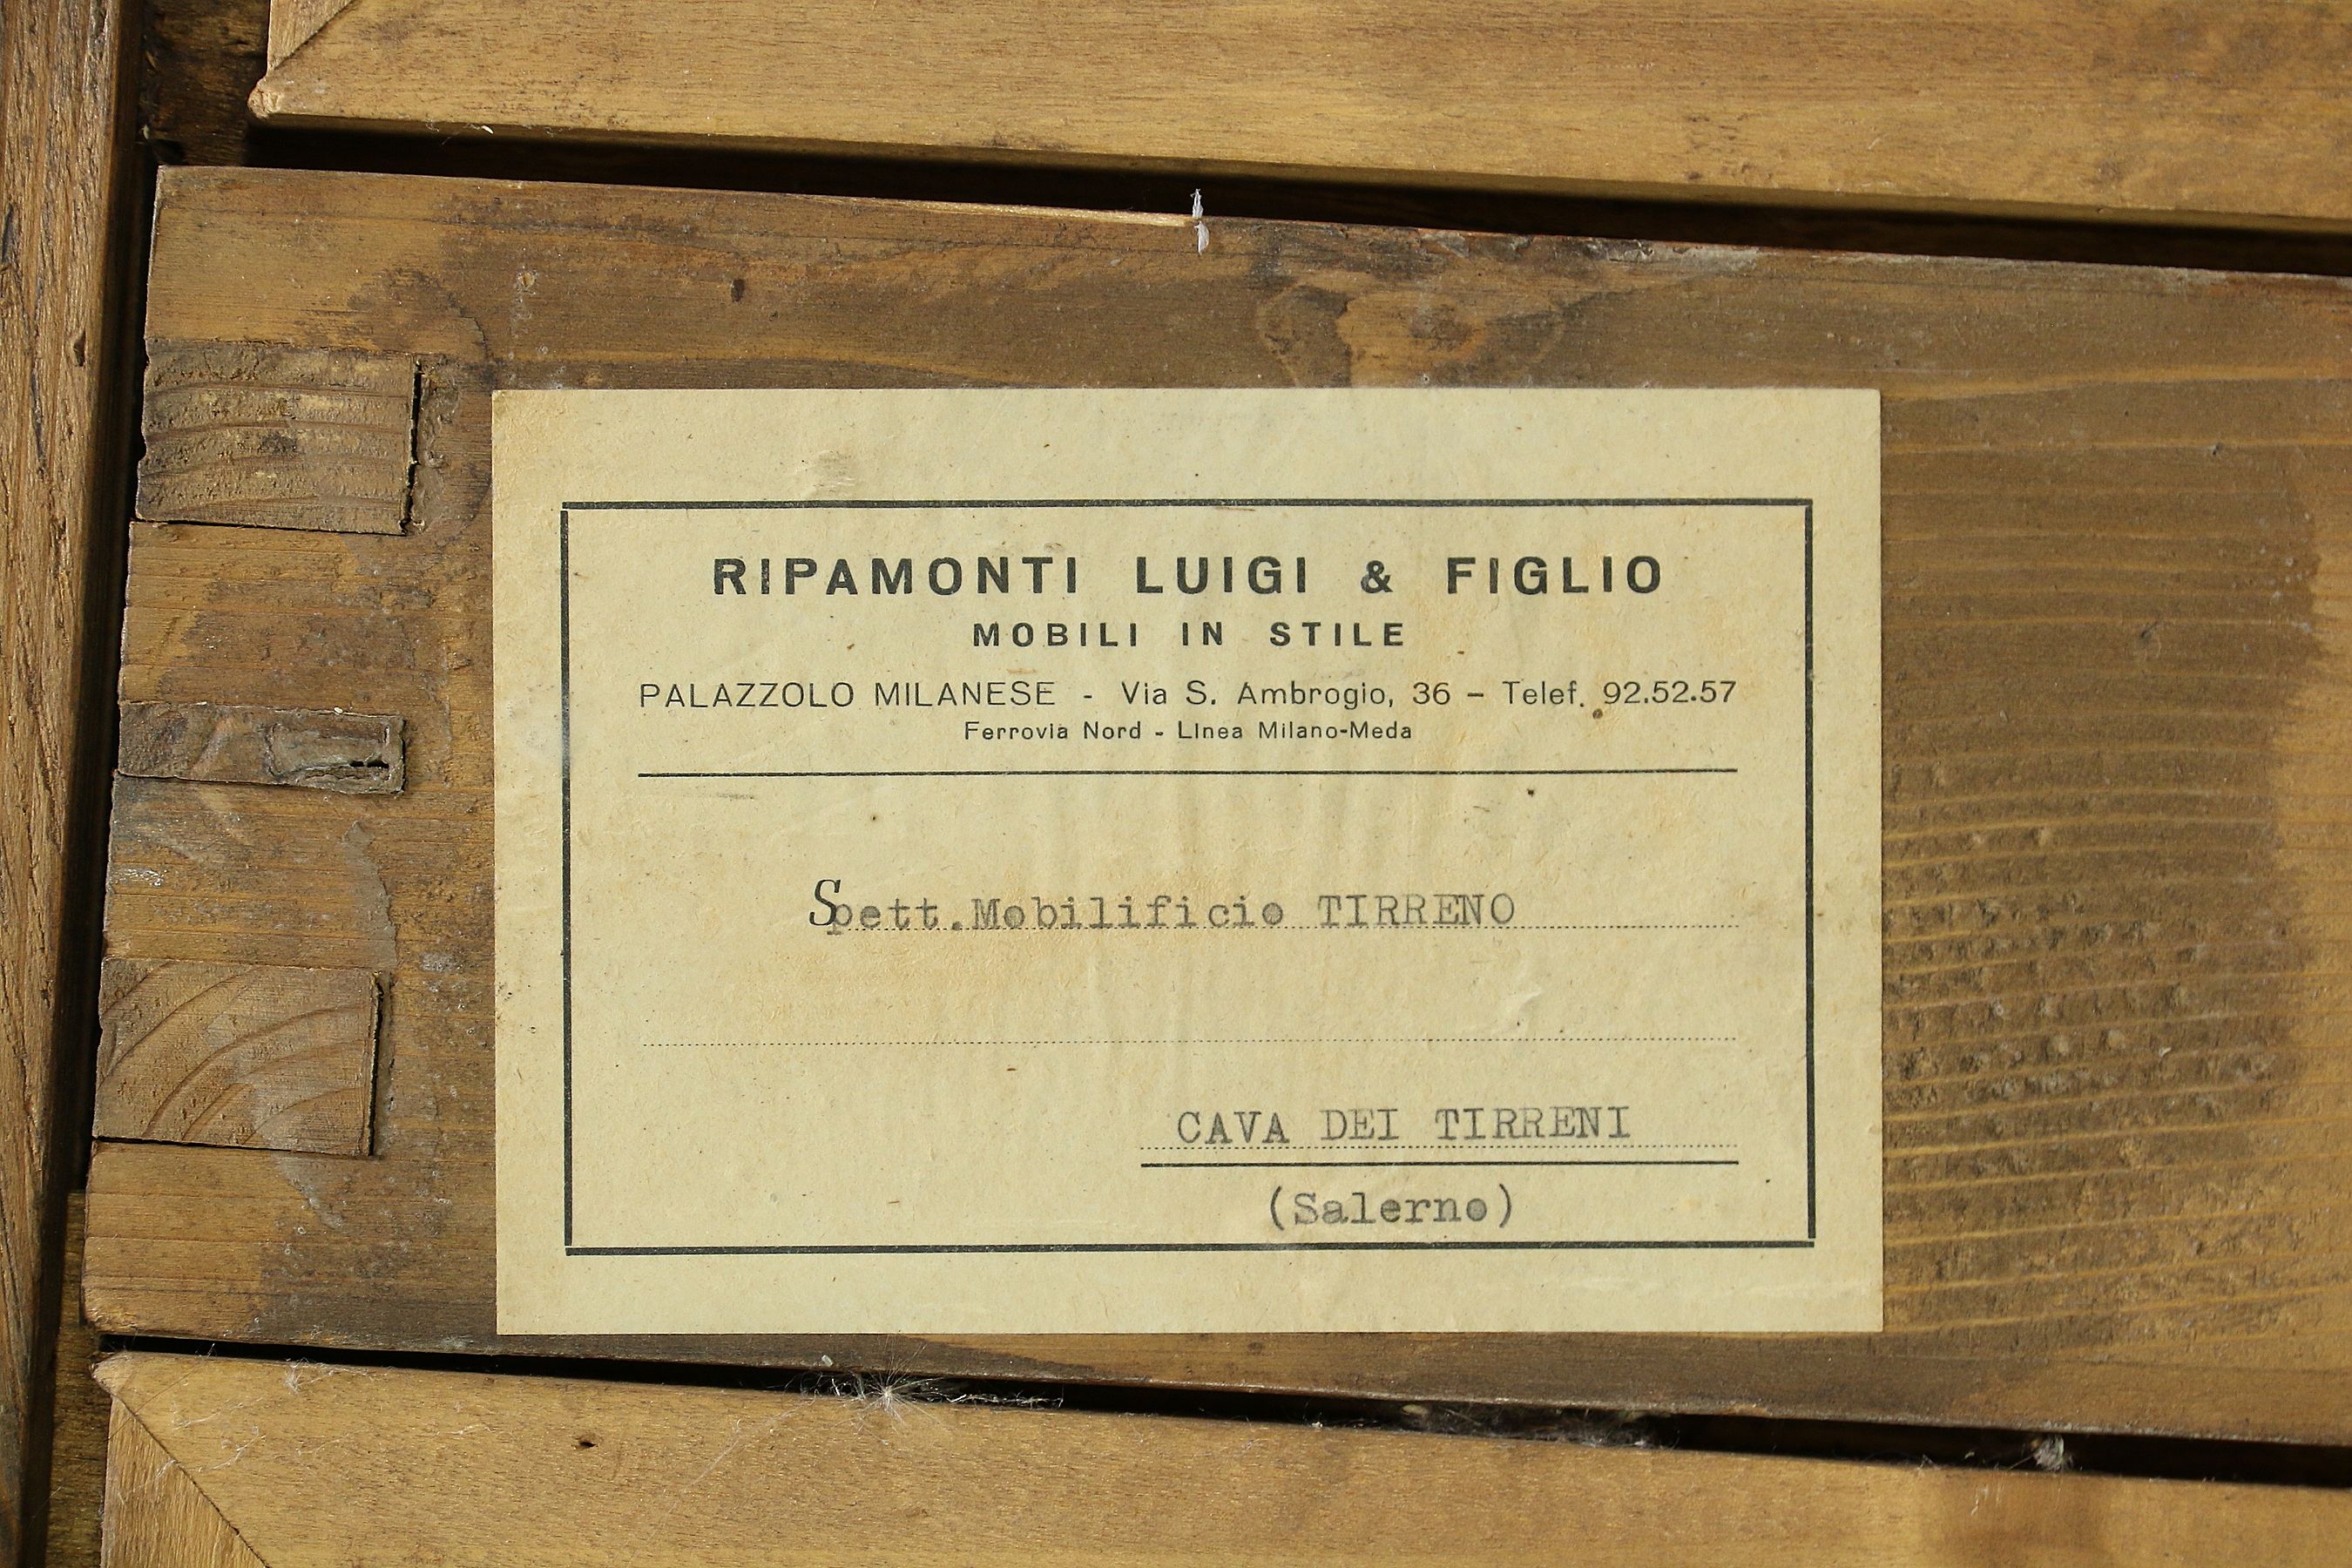 RIPAMONTI LUIGI & FIGLIO
MOBILI IN STILE
PALAZZOLO MILANESE - Via S. Ambrogio, 36 – Telef. 92.52.57
Ferrovia Nord - Linea Milano-Meda
Spett.Mobilificio TIRRENO
CAVA DEI TIRRENI
(Salerno)